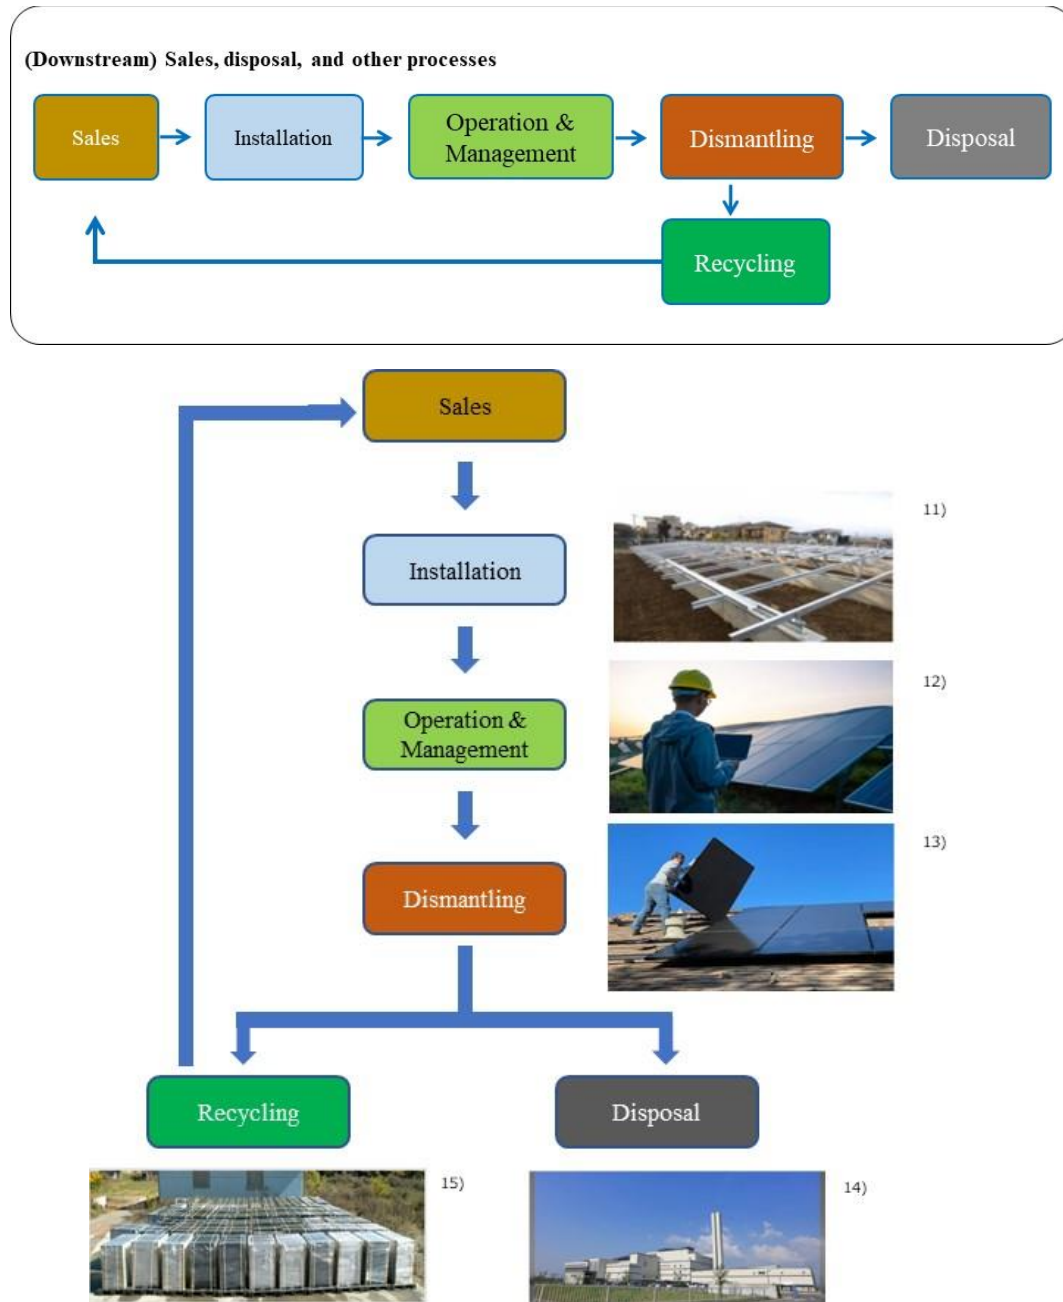 (Downstream) Sales, disposal, and other processes
Sales
Installation
Operation &
Management
Dismantling
Disposal
Recycling
Sales
11)
Installation
12)
Operation &
Management
13)
Dismantling
Recycling
Disposal
15)
14)